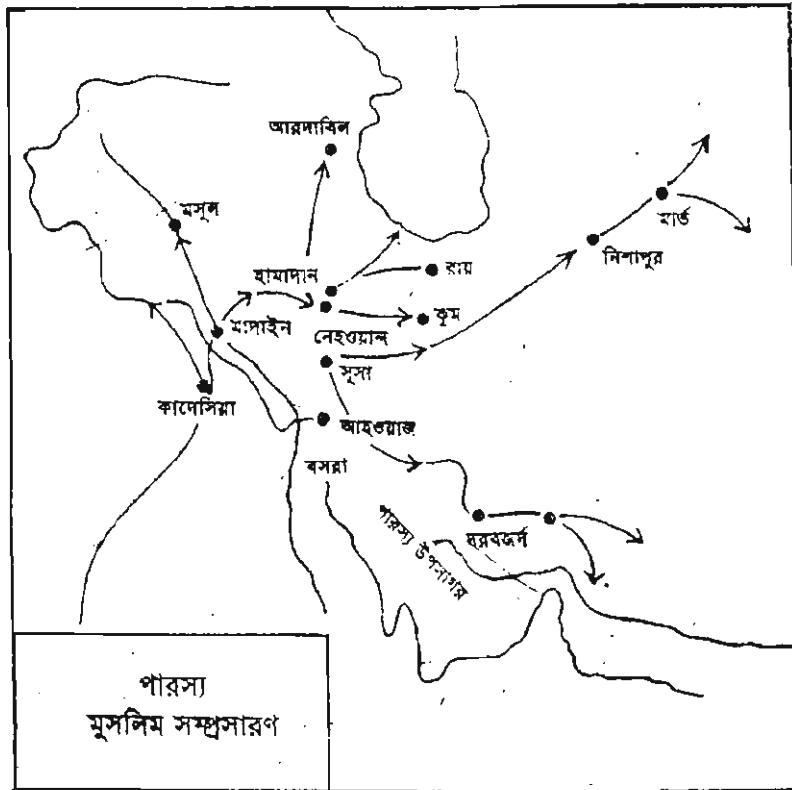 আরদাবিল
মসুল
মার্ভ
নিশাপুর
হামাদান
রায়
কুম
মাদাইন
নেহওয়ান্দ
সুসা
কাদেসিয়া
আহওয়াজ
বসরা
পারস্য উপসাগর
পারস্য
মুসলিম সম্প্রসারণ